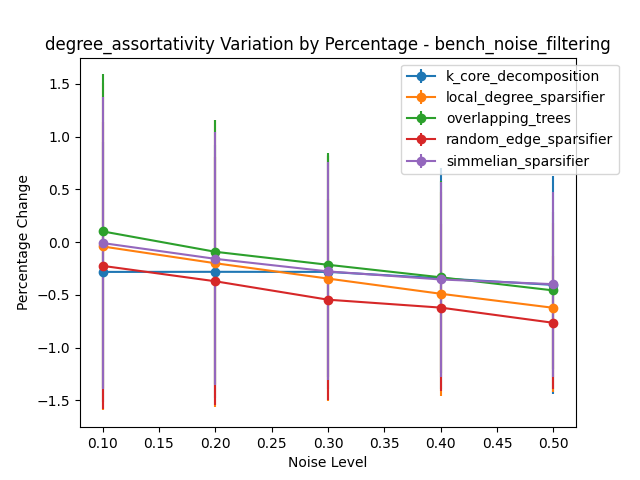 degree_assortativity Variation by Percentage - bench_noise_filtering
k_core_decomposition
local_degree_sparsifier
overlapping_trees
random_edge_sparsifier
simmelian_sparsifier
Percentage Change
1.5
1.0
0.5
0.0
−0.5
−1.0
−1.5
0.10 0.15 0.20 0.25 0.30 0.35 0.40 0.45 0.50
Noise Level